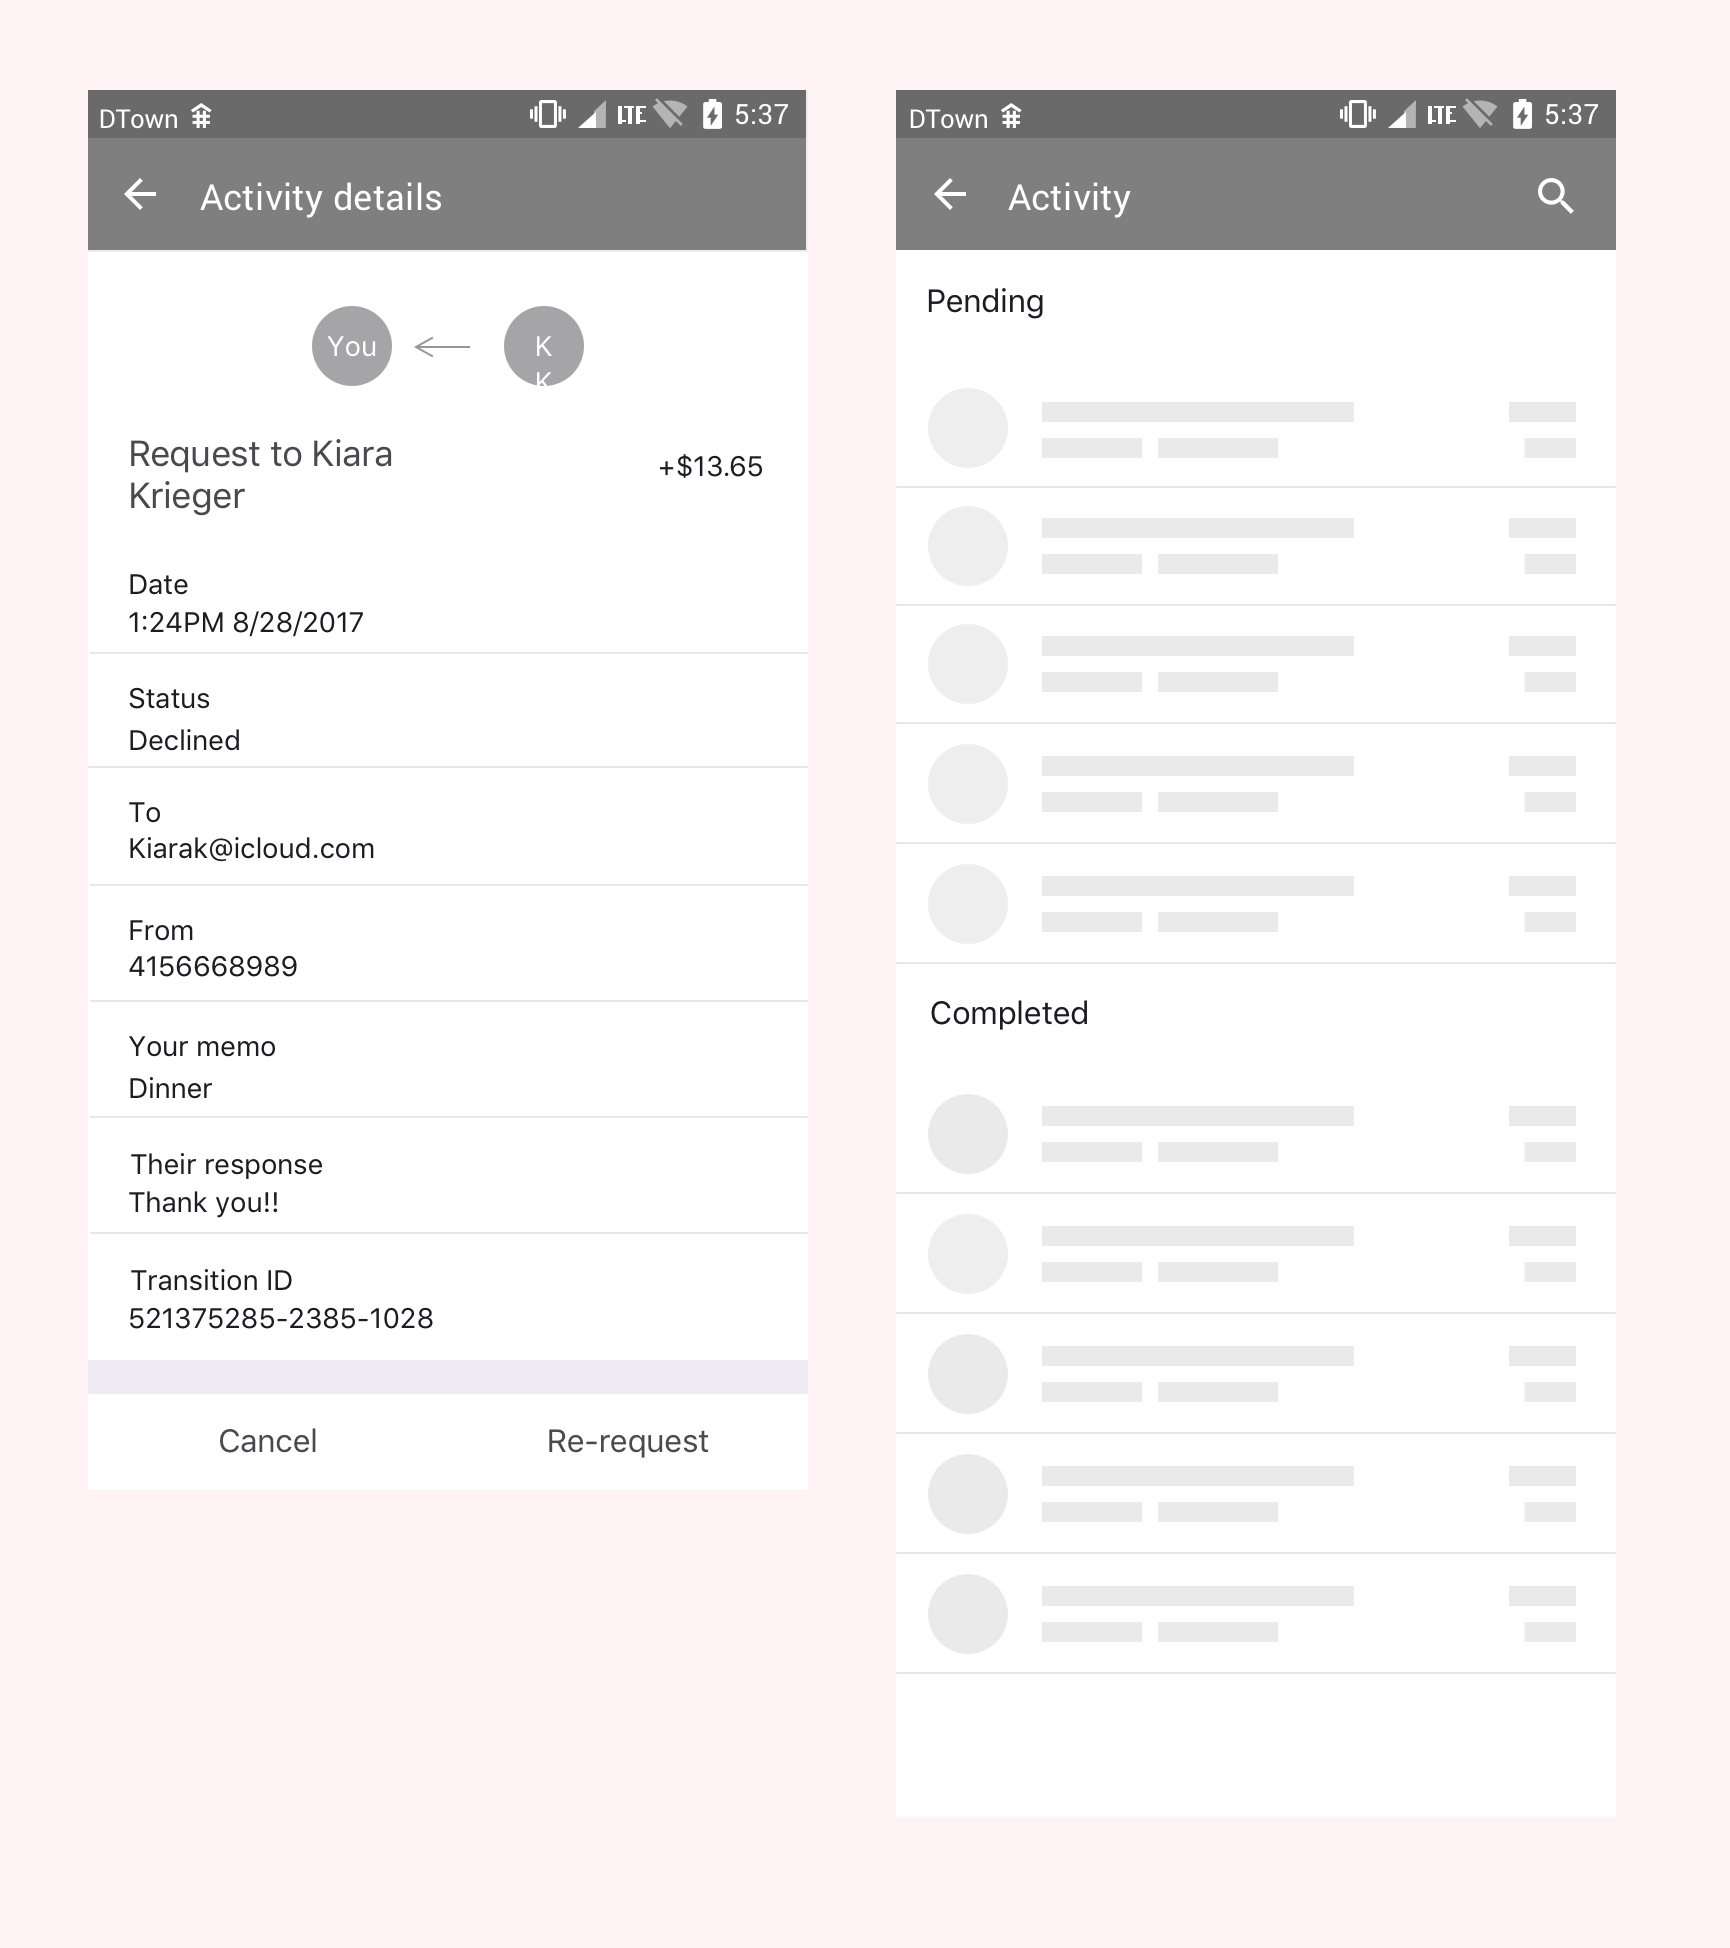 DTown
LTE
5:37
Activity details
You
K
K
Request to Kiara
Krieger
+$13.65
Date
1:24PM 8/28/2017
Status
Declined
To
Kiarak@icloud.com
From
4156668989
Your memo
Dinner
Their response
Thank you!!
Transition ID
521375285-2385-1028
Cancel
Re-request
DTown
LTE
5:37
Activity
Pending
Completed